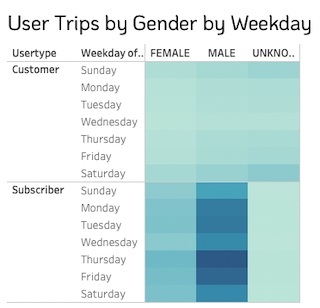 User Trips by Gender by Weekday
Usertype Weekday of.. FEMALE MALE UNKNO..
Customer Sunday
Monday
Tuesday
Wednesday
Thursday
Friday
Saturday
Subscriber Sunday
Monday
Tuesday
Wednesday
Thursday
Friday
Saturday